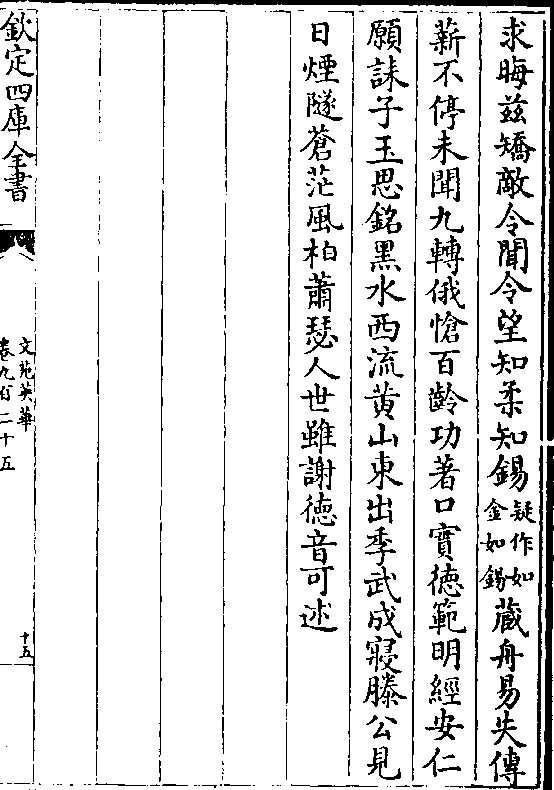 求晦茲矯敵令聞令望知柔知錫疑作如金如錫藏舟易失傳
薪不停未聞九轉俄愴百齡功著口實徳範明經安仁
願誄子玉思銘黒水西流黄山東出季武成寢滕公見
日煙隧蒼茫風柏蕭瑟人世雖謝徳音可述
欽定四庫全書
文苑英華
卷九百二十五
十五